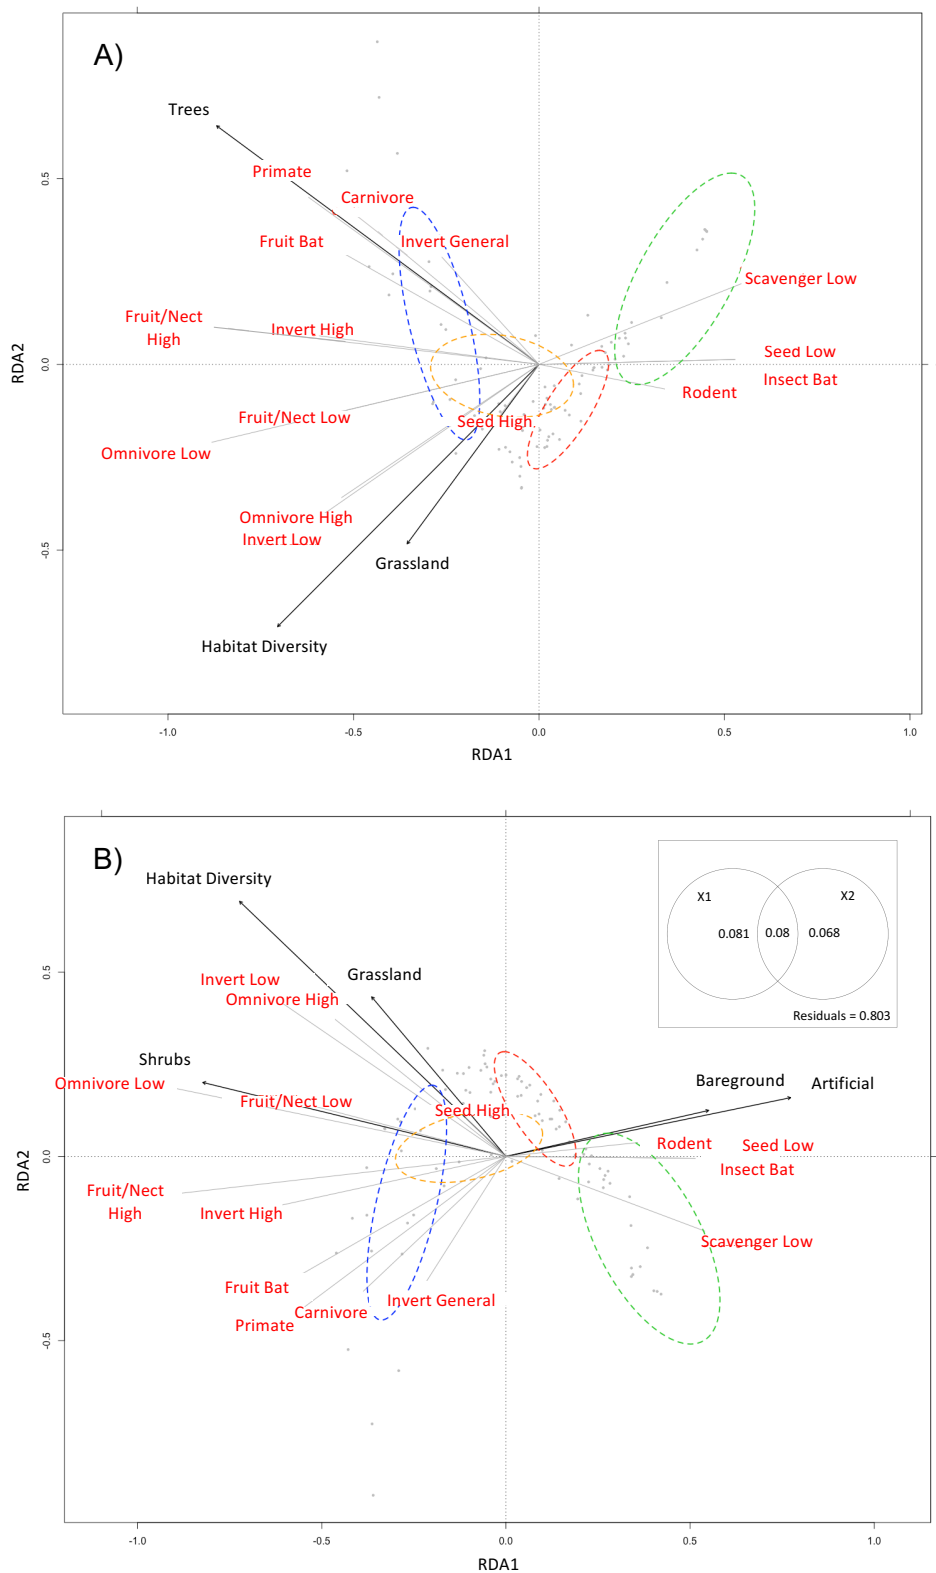 A)
Trees
Primate
Carnivore
Fruit Bat
Invert General
Scavenger Low
Fruit/Nect
High
Invert High
Seed Low
Insect Bat
Rodent
Fruit/Nect Low
Seed High
Omnivore Low
Omnivore High
Invert Low
Grassland
Habitat Diversity
RDA2
0.5
0.0
-0.5
-1.0
-0.5
0.0
0.5
1.0
RDA1
B)
Habitat Diversity
Invert Low
Omnivore High
Grassland
Shrubs
Omnivore Low
Fruit/Nect Low
Seed High
Bareground
Artificial
Rodent
Seed Low
Insect Bat
Fruit/Nect
High
Invert High
Scavenger Low
Fruit Bat
Carnivore
Invert General
Primate
X1
X2
0.081
0.08
0.068
Residuals = 0.803
RDA2
0.5
0.0
-0.5
-1.0
-0.5
0.0
0.5
1.0
RDA1